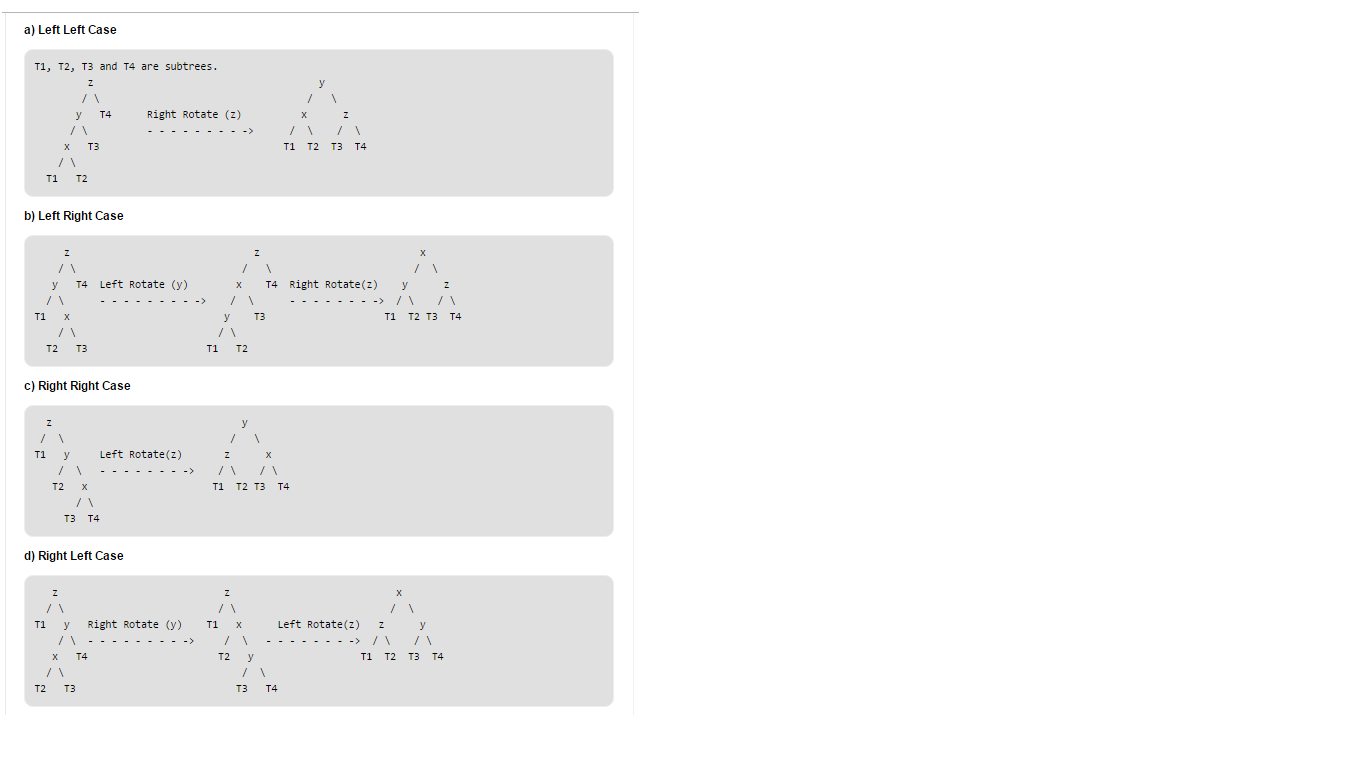 a) Left Left Case
T1, T2, T3 and T4 are subtrees.
z y
/ \ / \
y T4 Right Rotate (z) x z
/ \ - - - - - - - - -> / \ / \
x T3 T1 T2 T3 T4
/ \
T1 T2
b) Left Right Case
z z x
/ \ / \ / \
y T4 Left Rotate (y) x T4 Right Rotate(z) y z
/ \ - - - - - - - - -> / \ - - - - - - - -> / \ / \
T1 x y T3 T1 T2 T3 T4
/ \ / \
T2 T3 T1 T2
c) Right Right Case
z y
/ \ / \
T1 y Left Rotate(z) z x
/ \ - - - - - - - -> / \ / \
T2 x T1 T2 T3 T4
/ \
T3 T4
d) Right Left Case
z z x
/ \ / \ / \
T1 y Right Rotate (y) T1 x Left Rotate(z) z y
/ \ - - - - - - - - -> / \ - - - - - - - -> / \ / \
x T4 T2 y T1 T2 T3 T4
/ \ / \
T2 T3 T3 T4